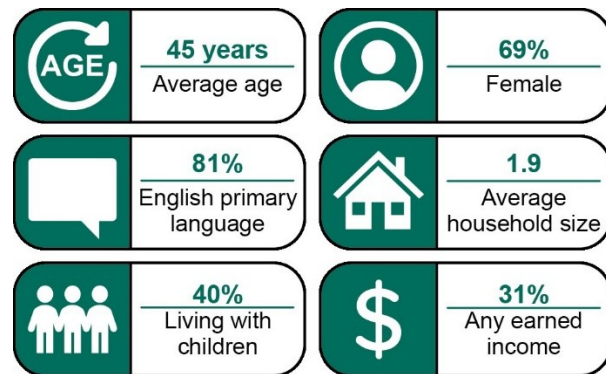 AGE
45 years
Average age
69%
Female
81%
English primary
language
1.9
Average
household size
40%
Living with
children
$
31%
Any earned
income